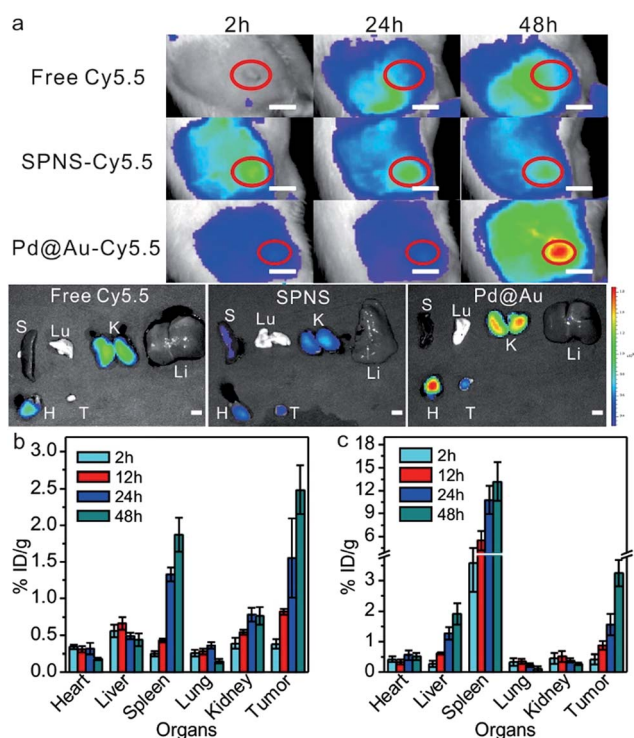 a
2h 24h 48h
Free Cy5.5
SPNS-Cy5.5
Pd@Au-Cy5.5
Free Cy5.5 SPNS Pd@Au
S Lu K Li
H T
S Lu K Li
H T
S Lu K Li
H T
b
2h
12h
24h
48h
% ID/g
3.0
2.5
2.0
1.5
1.0
0.5
0.0
Heart Liver Spleen Lung Kidney Tumor
Organs
c
2h
12h
24h
48h
% ID/g
18
15
12
9
6
3
2
1
0
Heart Liver Spleen Lung Kidney Tumor
Organs